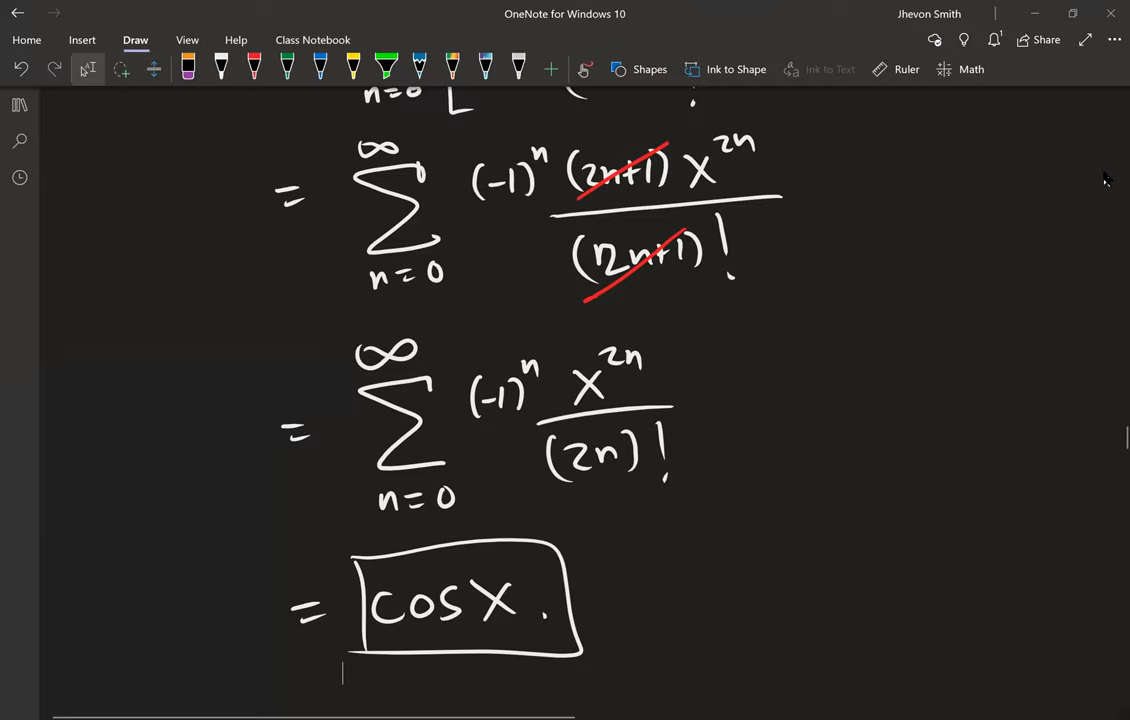 OneNote for Windows 10
Jhevon Smith
Home Insert Draw View Help Class Notebook
Share
Shapes Ink to Shape Ink to Text Ruler Math
n=0 [ ( !
= ∞ ∑ n=0 (-1)^n (2n+1) x^2n / (2n+1)!
= ∞ ∑ n=0 (-1)^n x^2n / (2n)!
= cos x.